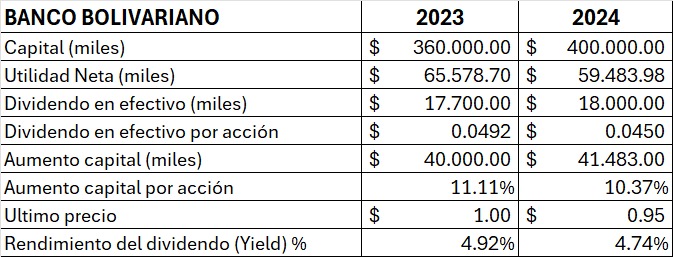 BANCO BOLIVARIANO 2023 2024
Capital (miles) $ 360.000.00 $ 400.000.00
Utilidad Neta (miles) $ 65.578.70 $ 59.483.98
Dividendo en efectivo (miles) $ 17.700.00 $ 18.000.00
Dividendo en efectivo por acción $ 0.0492 $ 0.0450
Aumento capital (miles) $ 40.000.00 $ 41.483.00
Aumento capital por acción 11.11% 10.37%
Ultimo precio $ 1.00 $ 0.95
Rendimiento del dividendo (Yield) % 4.92% 4.74%